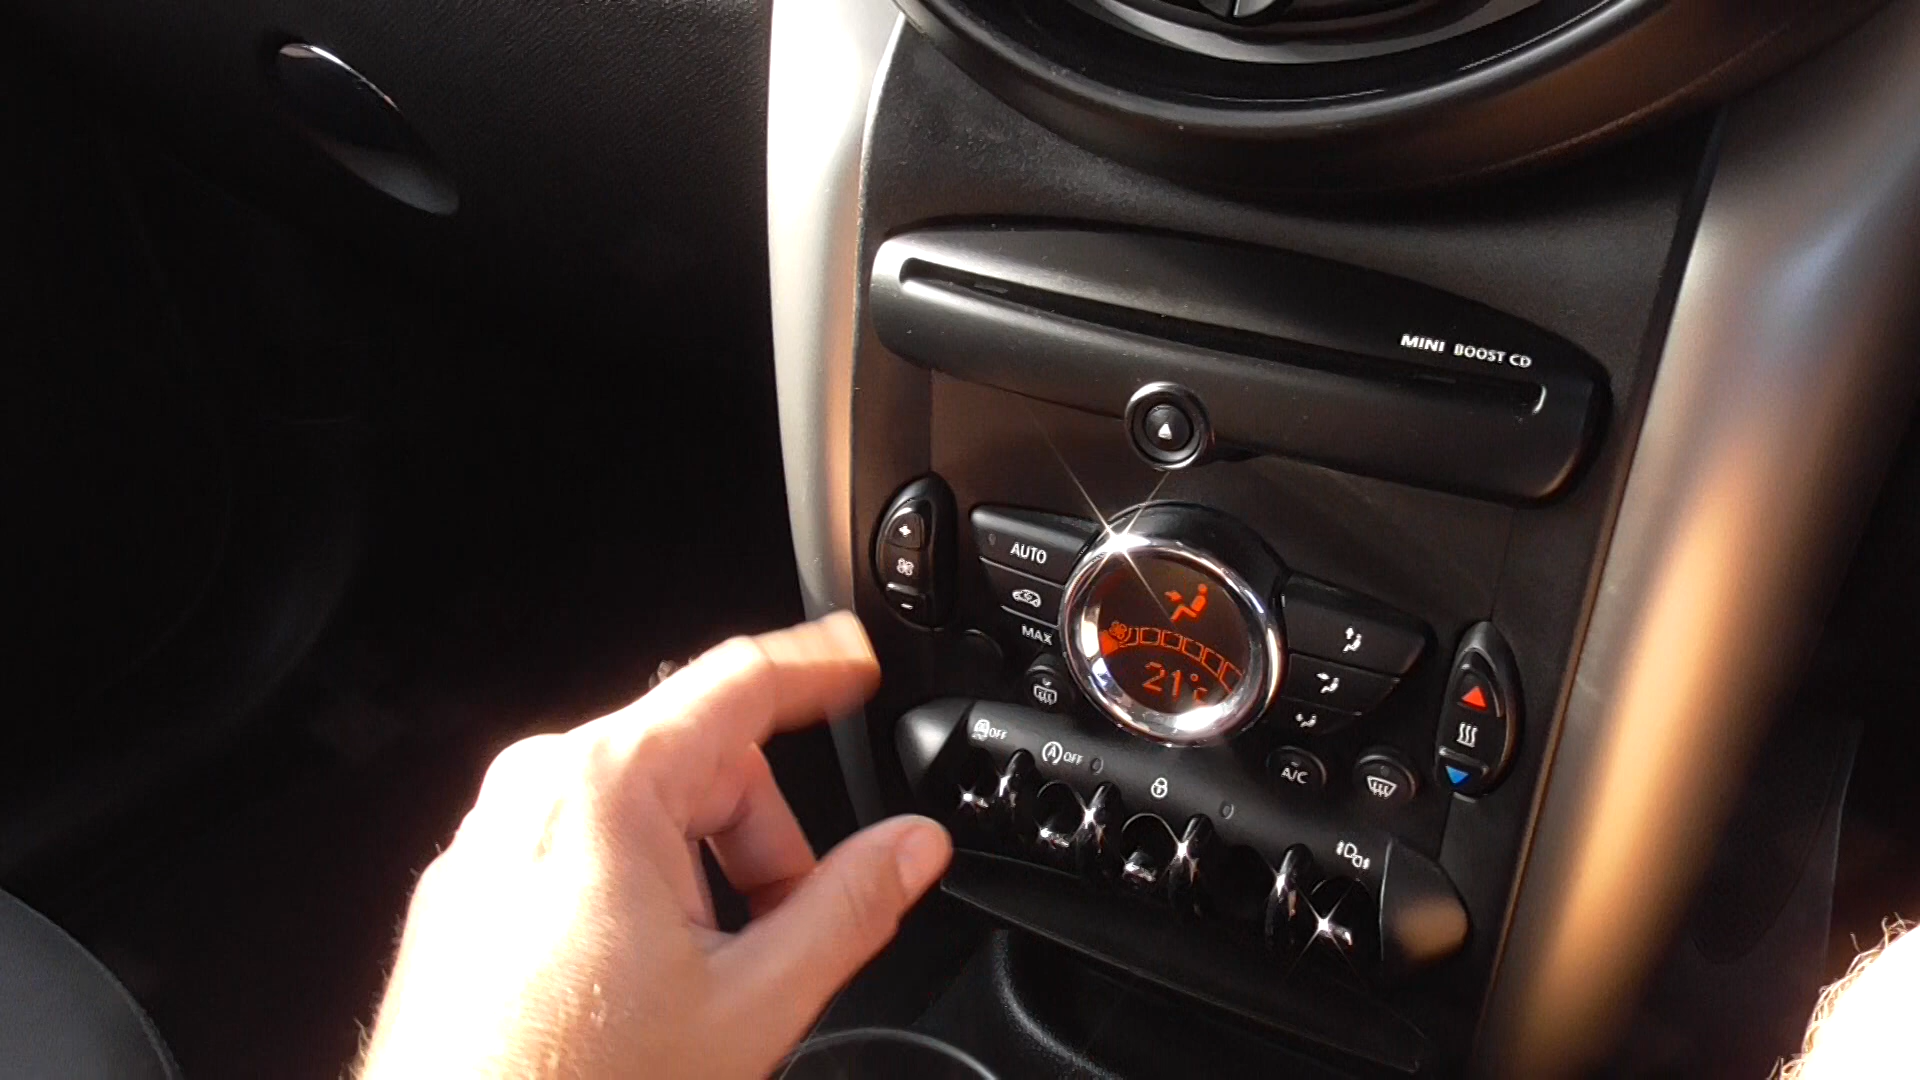 MINI BOOST CD
AUTO
MAX
21°C
OFF
A OFF
A/C